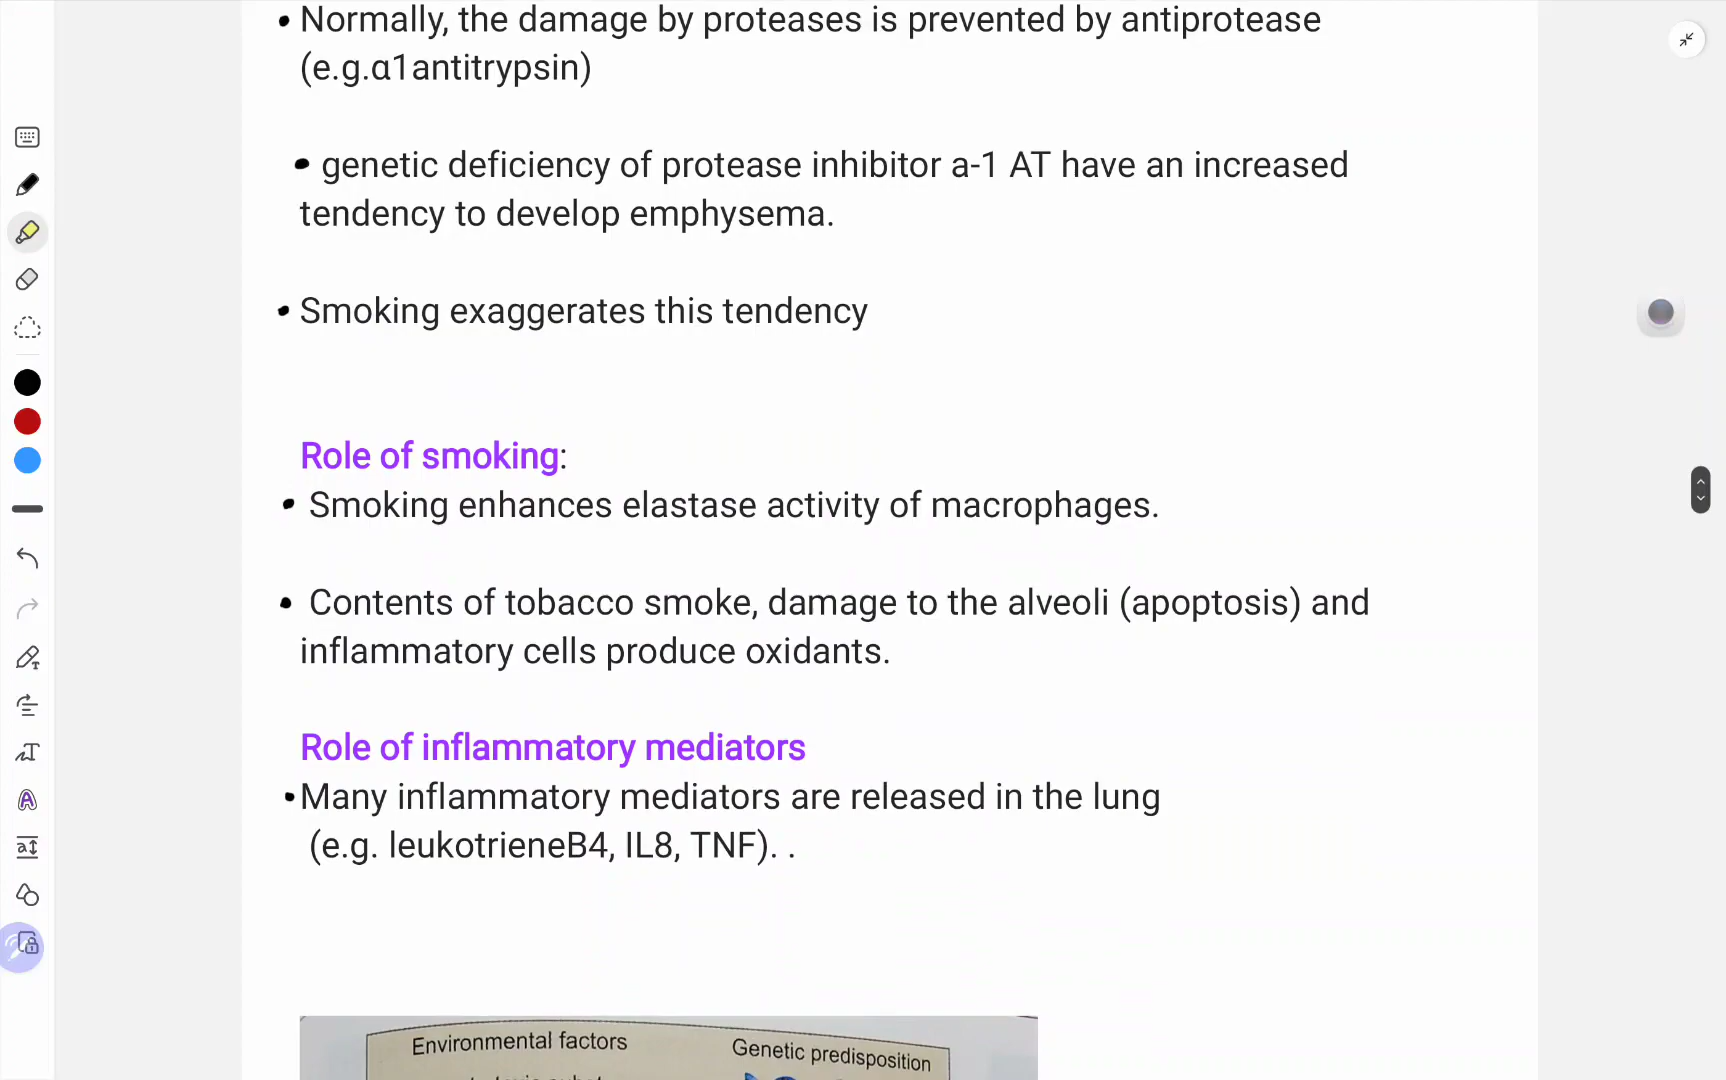 • Normally, the damage by proteases is prevented by antiprotease
(e.g.α1antitrypsin)
• genetic deficiency of protease inhibitor a-1 AT have an increased
tendency to develop emphysema.
• Smoking exaggerates this tendency
Role of smoking:
• Smoking enhances elastase activity of macrophages.
• Contents of tobacco smoke, damage to the alveoli (apoptosis) and
inflammatory cells produce oxidants.
Role of inflammatory mediators
•Many inflammatory mediators are released in the lung
(e.g. leukotrieneB4, IL8, TNF). .
Environmental factors
Genetic predisposition